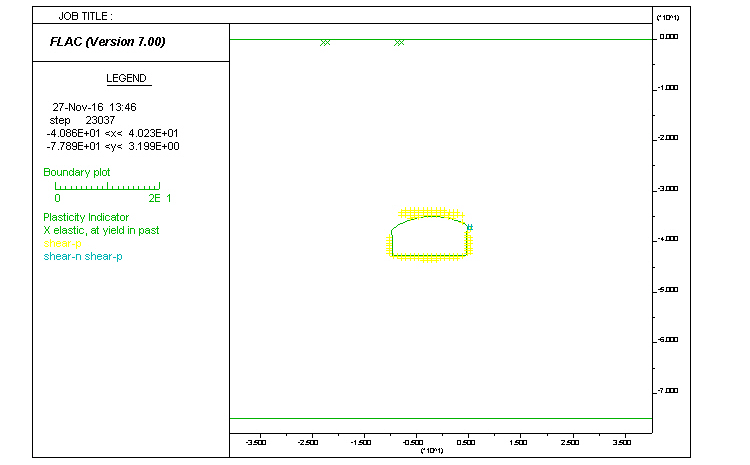 JOB TITLE :
FLAC (Version 7.00)
LEGEND
27-Nov-16 13:46
step 23037
-4.086E+01 <x< 4.023E+01
-7.789E+01 <y< 3.199E+00
Boundary plot
0 2E 1
Plasticity Indicator
X elastic, at yield in past
shear-p
shear-n shear-p
(*10^1)
0.000
-1.000
-2.000
-3.000
-4.000
-5.000
-6.000
-7.000
-3.500 -2.500 -1.500 -0.500 0.500 1.500 2.500 3.500
(*10^1)